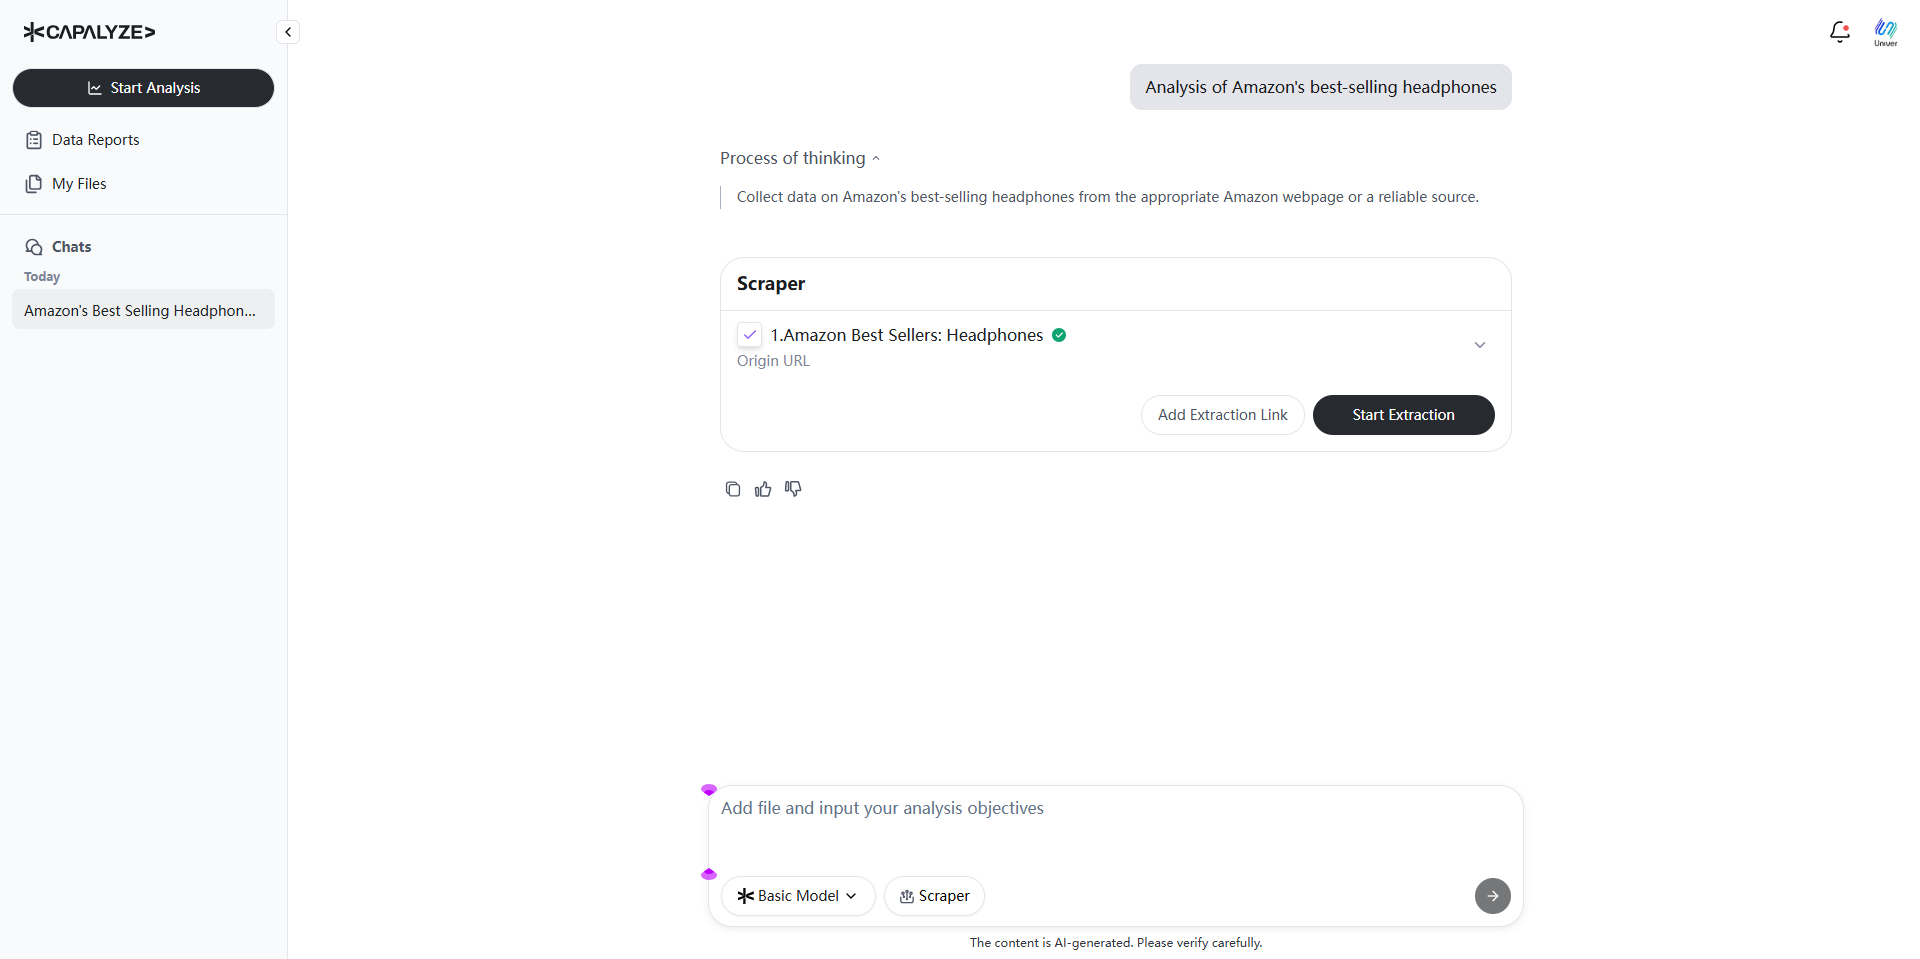 CAPALYZE
Start Analysis
Data Reports
My Files
Chats
Today
Amazon's Best Selling Headphon...
Univer
Analysis of Amazon's best-selling headphones
Process of thinking
Collect data on Amazon's best-selling headphones from the appropriate Amazon webpage or a reliable source.
Scraper
1.Amazon Best Sellers: Headphones
Origin URL
Add Extraction Link
Start Extraction
Add file and input your analysis objectives
Basic Model
Scraper
The content is AI-generated. Please verify carefully.